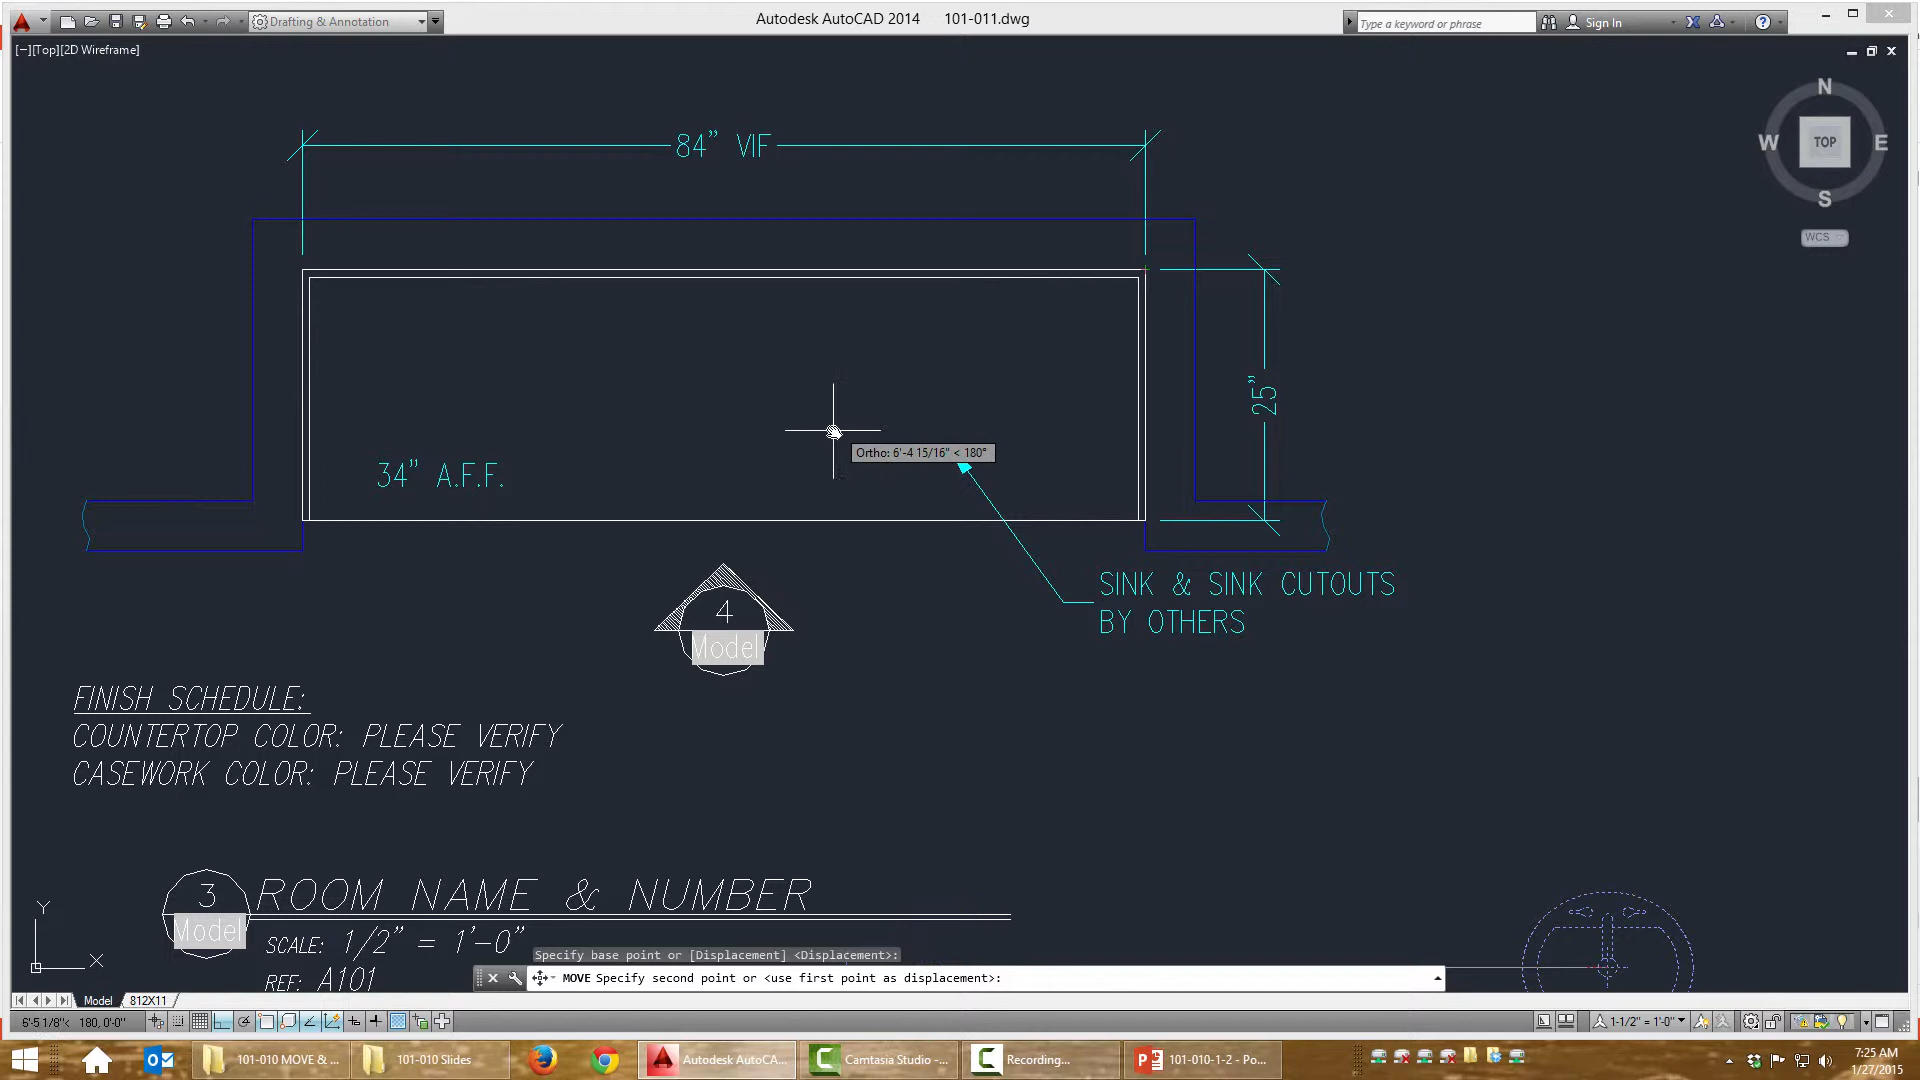 Drafting & Annotation
Autodesk AutoCAD 2014 101-011.dwg
Type a keyword or phrase
Sign In
[−][Top][2D Wireframe]
84" VIF
N
W
TOP
E
S
WCS
25"
Ortho: 6'-4 15/16" < 180°
34" A.F.F.
SINK & SINK CUTOUTS
BY OTHERS
4
Model
FINISH SCHEDULE:
COUNTERTOP COLOR: PLEASE VERIFY
CASEWORK COLOR: PLEASE VERIFY
3
ROOM NAME & NUMBER
Model
SCALE: 1/2" = 1'-0"
REF: A101
Y
X
Specify base point or [Displacement] <Displacement>:
MOVE Specify second point or <use first point as displacement>:
Model
812X11
6'-5 1/8"< 180, 0'-0"
1-1/2" = 1'-0"
101-010 MOVE & ...
101-010 Slides
Autodesk AutoCA...
Camtasia Studio -...
Recording...
101-010-1-2 - Po...
7:25 AM
1/27/2015